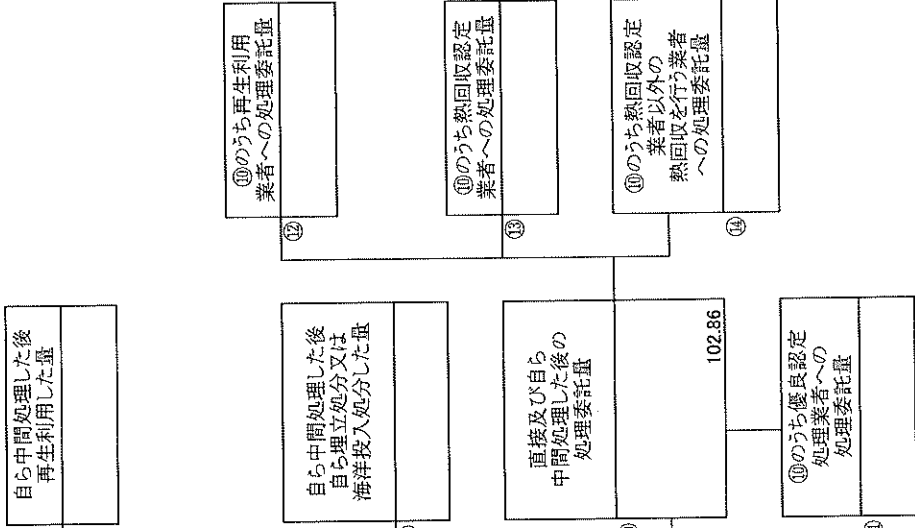 自ら中間処理した後
再生利用した量
自ら中間処理した後
自ら埋立処分又は
海洋投入処分した量
直接及び自ら
中間処理した後の
処理委託量
102.86
⑩のうち優良認定
処理業者への
処理委託量
⑩のうち再生利用
業者への処理委託量
⑫
⑩のうち熱回収認定
業者への処理委託量
⑬
⑩のうち熱回収認定
業者以外の
熱回収を行う業者
への処理委託量
⑭